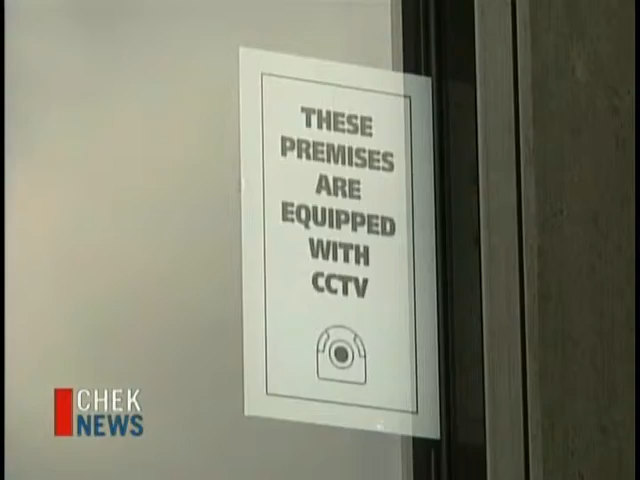 THESE
PREMISES
ARE
EQUIPPED
WITH
CCTV
CHEK
NEWS